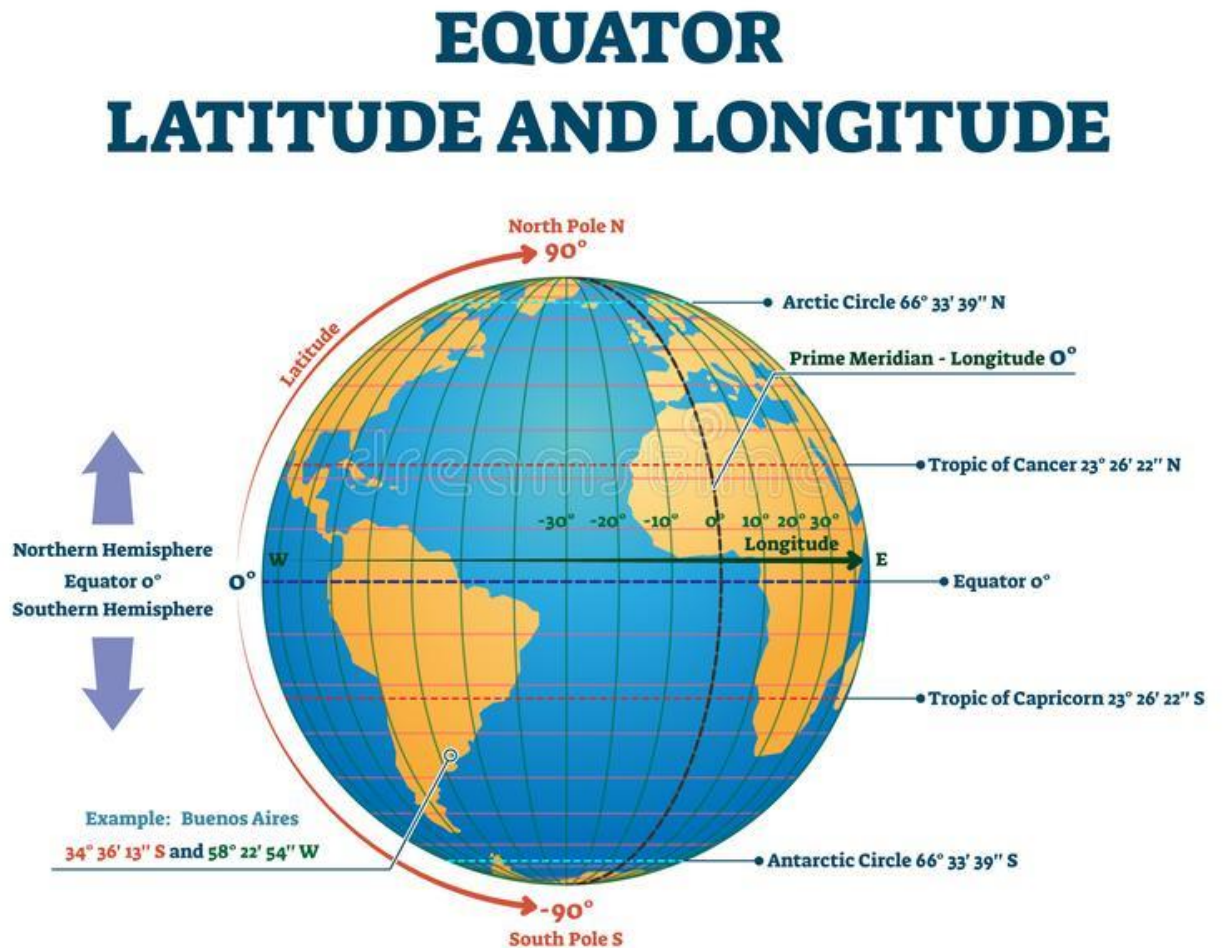 EQUATOR
LATITUDE AND LONGITUDE
North Pole N
90°
Arctic Circle 66° 33' 39" N
Latitude
Prime Meridian - Longitude 0°
dreamstime
Tropic of Cancer 23° 26' 22" N
-30° -20° -10° 0° 10° 20° 30°
Longitude
W
E
Northern Hemisphere
Equator 0°
Southern Hemisphere
0°
Equator 0°
Tropic of Capricorn 23° 26' 22" S
Example: Buenos Aires
34° 36' 13" S and 58° 22' 54" W
Antarctic Circle 66° 33' 39" S
-90°
South Pole S